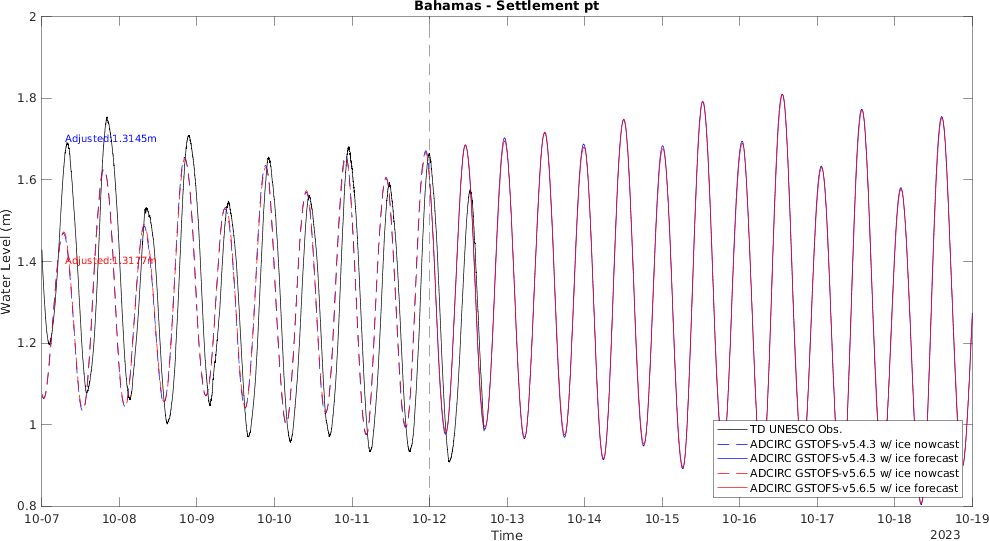 Bahamas - Settlement pt
2
1.8
1.6
1.4
1.2
1
0.8
Water Level (m)
Adjusted:1.3145m
Adjusted:1.3177m
TD UNESCO Obs.
ADCIRC GSTOFS-v5.4.3 w/ ice nowcast
ADCIRC GSTOFS-v5.4.3 w/ ice forecast
ADCIRC GSTOFS-v5.6.5 w/ ice nowcast
ADCIRC GSTOFS-v5.6.5 w/ ice forecast
10-07 10-08 10-09 10-10 10-11 10-12 10-13 10-14 10-15 10-16 10-17 10-18 10-19
Time
2023